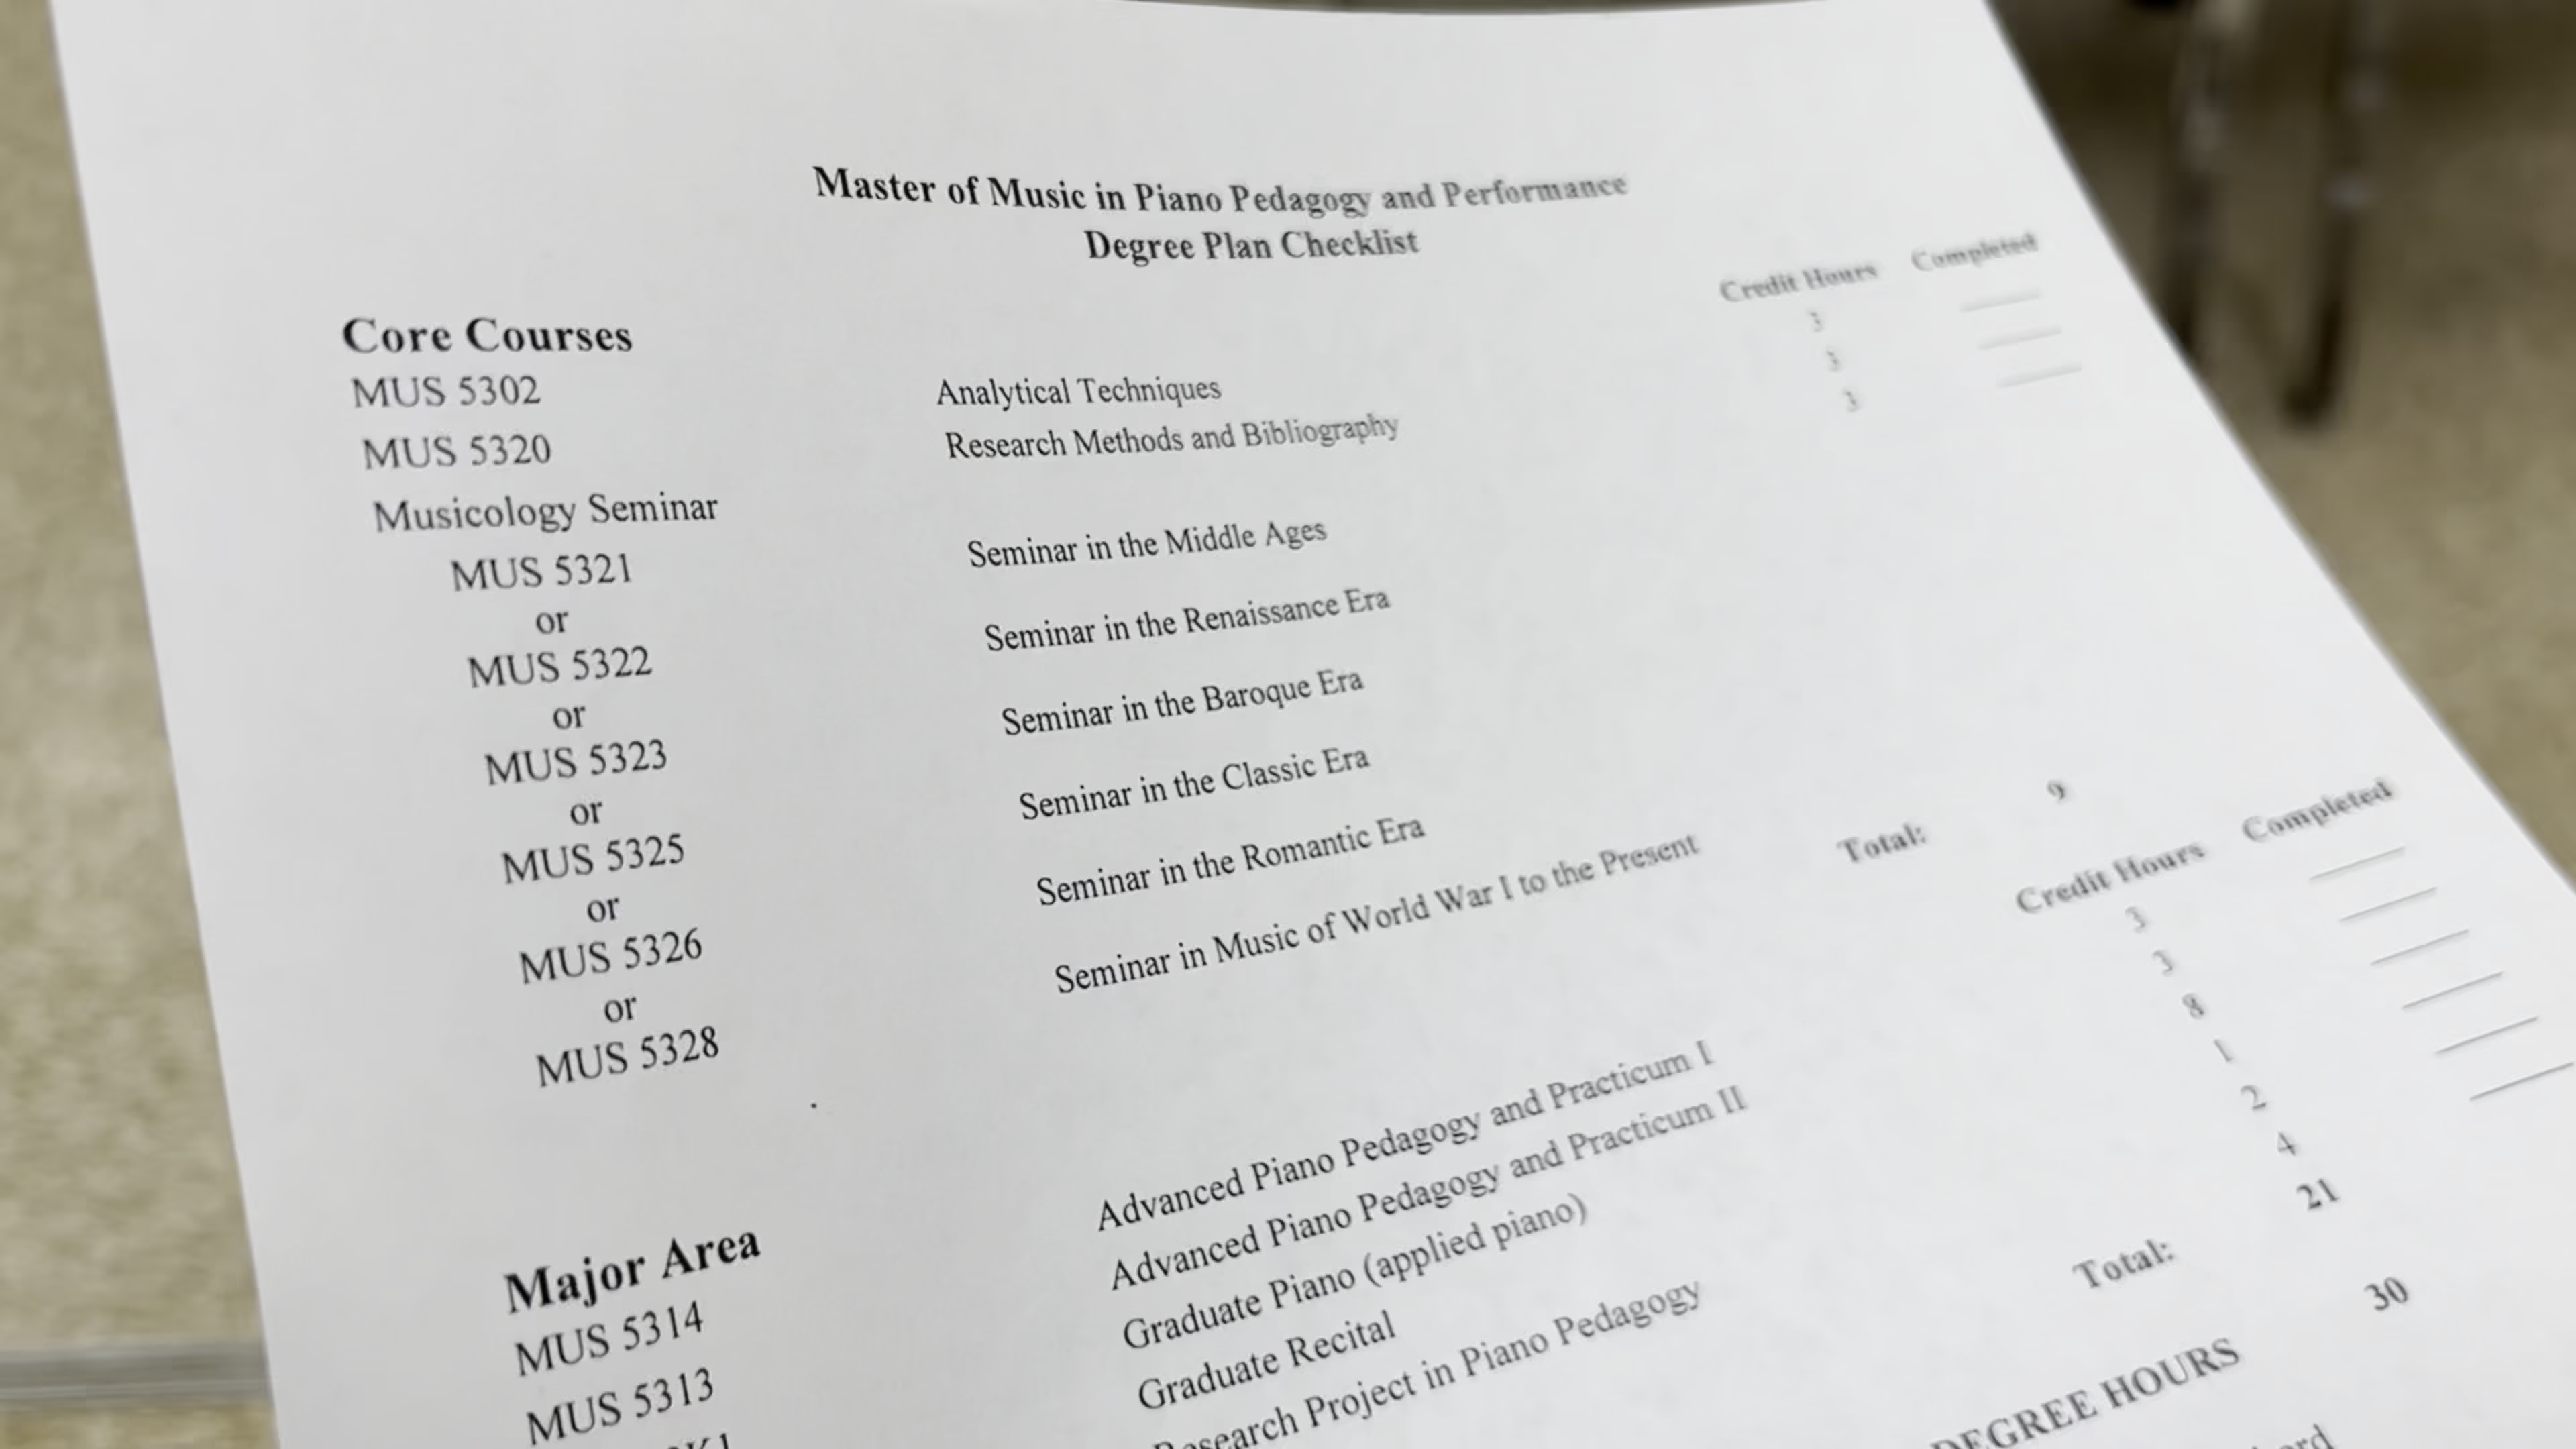 Master of Music in Piano Pedagogy and Performance
Degree Plan Checklist
Credit Hours Completed
Core Courses
MUS 5302 Analytical Techniques 3
MUS 5320 Research Methods and Bibliography 3
Musicology Seminar 3
MUS 5321 Seminar in the Middle Ages
or
MUS 5322 Seminar in the Renaissance Era
or
MUS 5323 Seminar in the Baroque Era
or
MUS 5325 Seminar in the Classic Era
or
MUS 5326 Seminar in the Romantic Era
or
MUS 5328 Seminar in Music of World War I to the Present
Total: 9
Credit Hours Completed
Major Area
MUS 5314 Advanced Piano Pedagogy and Practicum I 3
MUS 5313 Advanced Piano Pedagogy and Practicum II 3
Graduate Piano (applied piano) 8
Graduate Recital 1
Research Project in Piano Pedagogy 2
4
Total: 21
DEGREE HOURS 30